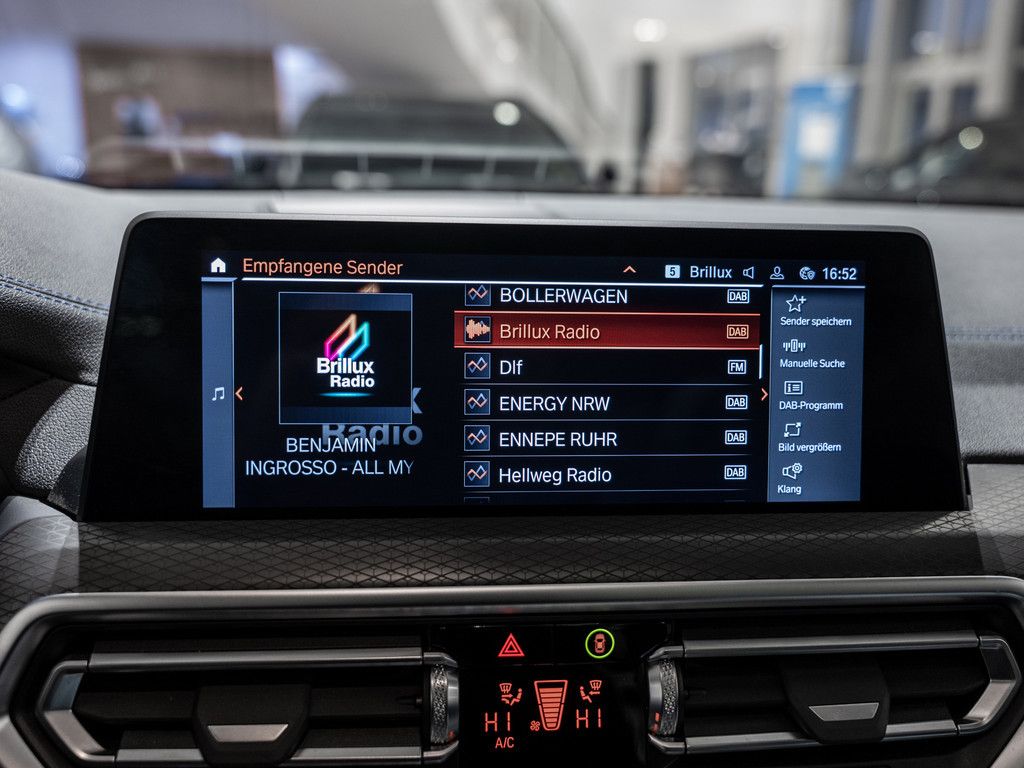 Empfangene Sender
5 Brillux 16:52
Brillux
Radio
Radio
BENJAMIN
INGROSSO - ALL MY
BOLLERWAGEN DAB
Brillux Radio DAB
Dlf FM
ENERGY NRW DAB
ENNEPE RUHR DAB
Hellweg Radio DAB
Sender speichern
Manuelle Suche
DAB-Programm
Bild vergrößern
Klang
HI HI
A/C